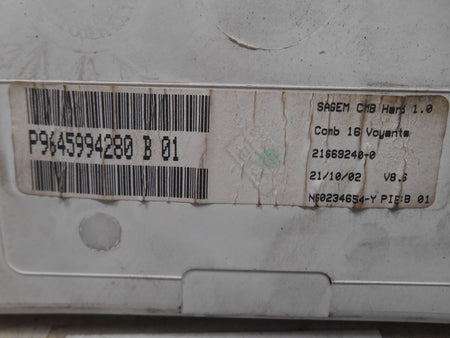 P9645994280 B 01
SAGEM CMB Hard 1.0
Comb 16 Voyants
21669240-0
21/10/02 V8.6
N60234654-Y PIF:B 01